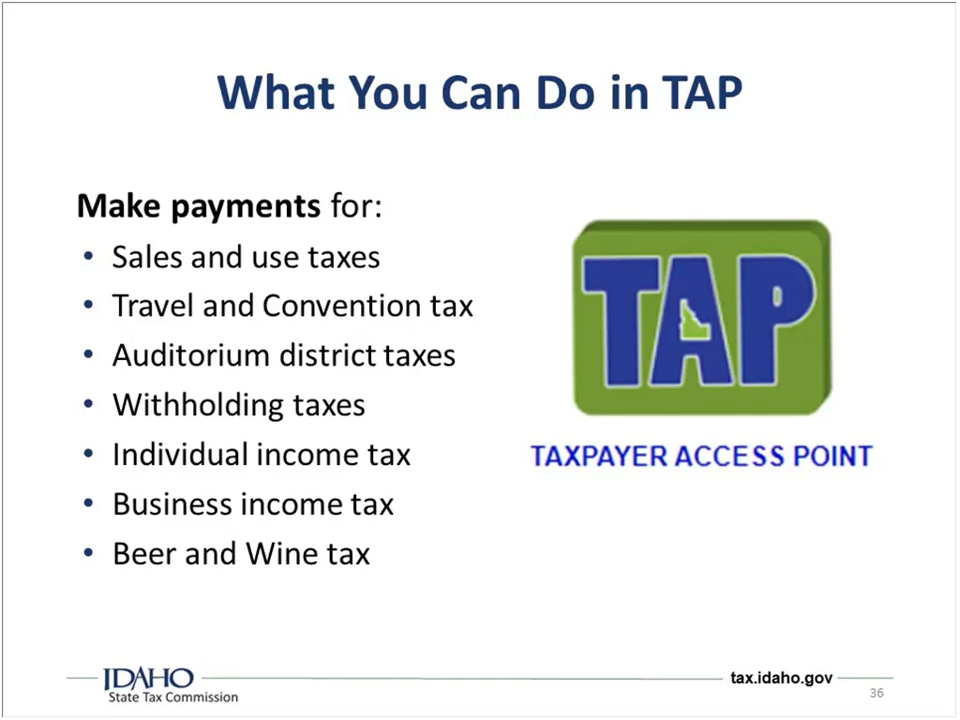 What You Can Do in TAP
Make payments for:
• Sales and use taxes
• Travel and Convention tax
• Auditorium district taxes
• Withholding taxes
• Individual income tax
• Business income tax
• Beer and Wine tax
TAP
TAXPAYER ACCESS POINT
IDAHO
State Tax Commission
tax.idaho.gov
36